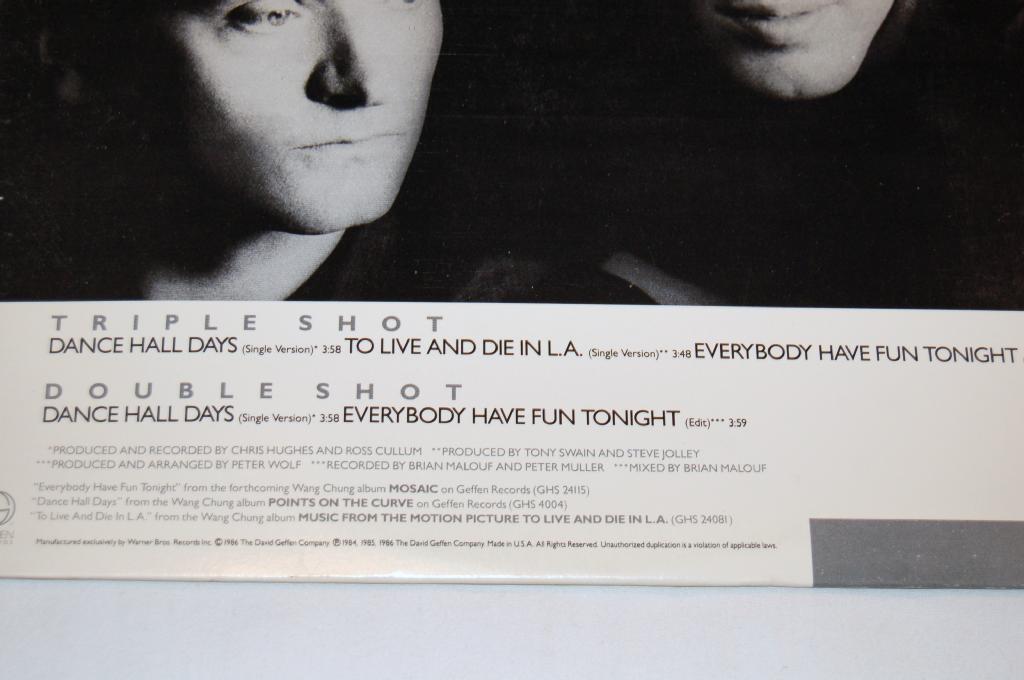 TRIPLE SHOT
DANCE HALL DAYS (Single Version)* 3:58 TO LIVE AND DIE IN L.A. (Single Version)** 3:48 EVERYBODY HAVE FUN TONIGHT
DOUBLE SHOT
DANCE HALL DAYS (Single Version)* 3:58 EVERYBODY HAVE FUN TONIGHT (Edit)*** 3:59
*PRODUCED AND RECORDED BY CHRIS HUGHES AND ROSS CULLUM **PRODUCED BY TONY SWAIN AND STEVE JOLLEY
***PRODUCED AND ARRANGED BY PETER WOLF ***RECORDED BY BRIAN MALOUF AND PETER MULLER ***MIXED BY BRIAN MALOUF
"Everybody Have Fun Tonight" from the forthcoming Wang Chung album MOSAIC on Geffen Records (GHS 24115)
"Dance Hall Days" from the Wang Chung album POINTS ON THE CURVE on Geffen Records (GHS 4004)
"To Live And Die In L.A." from the Wang Chung album MUSIC FROM THE MOTION PICTURE TO LIVE AND DIE IN L.A. (GHS 24081)
Manufactured exclusively by Warner Bros. Records Inc. © 1986 The David Geffen Company. ℗ 1984, 1985, 1986 The David Geffen Company. Made in U.S.A. All Rights Reserved. Unauthorized duplication is a violation of applicable laws.